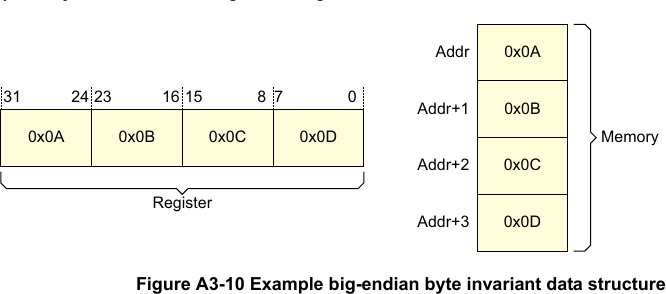 31 24 23 16 15 8 7 0
0x0A 0x0B 0x0C 0x0D
Register
Addr 0x0A
Addr+1 0x0B
Addr+2 0x0C
Addr+3 0x0D
Memory
Figure A3-10 Example big-endian byte invariant data structure